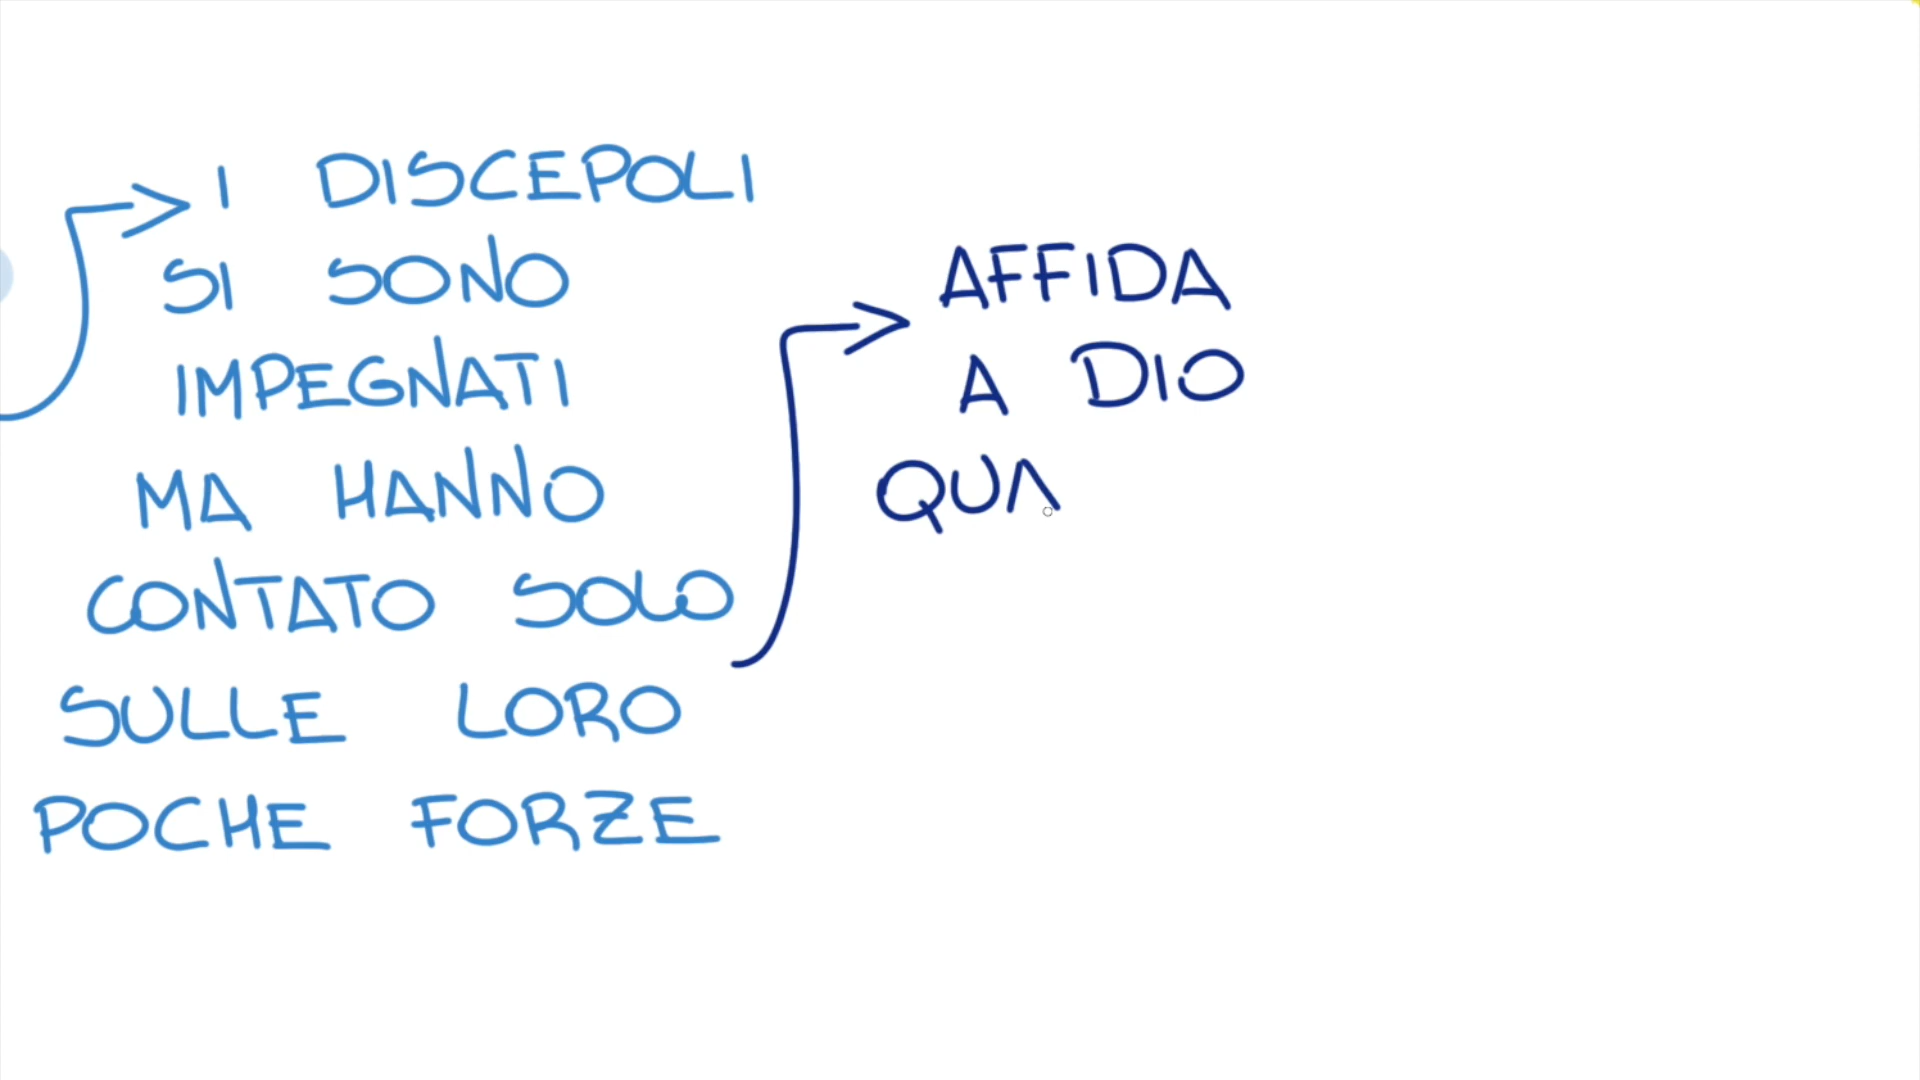 I DISCEPOLI
SI SONO
IMPEGNATI
MA HANNO
CONTATO SOLO
SULLE LORO
POCHE FORZE
AFFIDA
A DIO
QUA